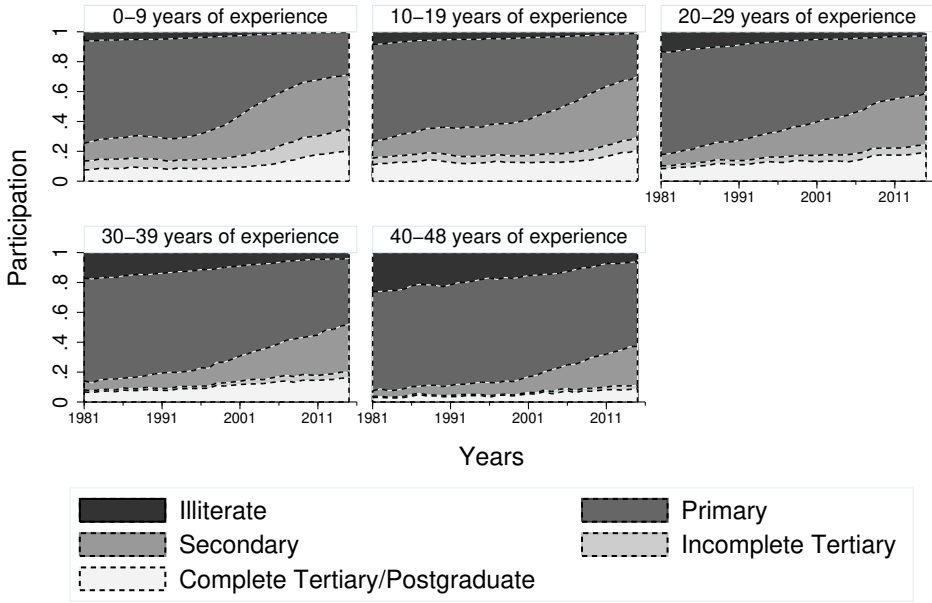 0−9 years of experience 10−19 years of experience 20−29 years of experience
1
.8
.6
.4
.2
0
1981 1991 2001 2011
30−39 years of experience 40−48 years of experience
1
.8
.6
.4
.2
0
1981 1991 2001 2011 1981 1991 2001 2011
Participation
Years
Illiterate Primary
Secondary Incomplete Tertiary
Complete Tertiary/Postgraduate